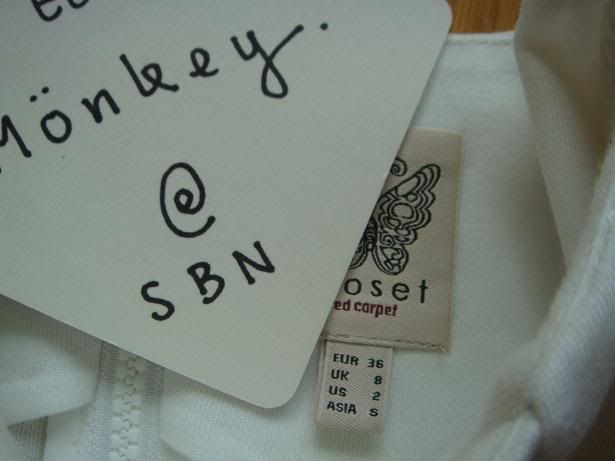 Mönkey.
@
SBN
oset
ed carpet
EUR 36
UK 8
US 2
ASIA S